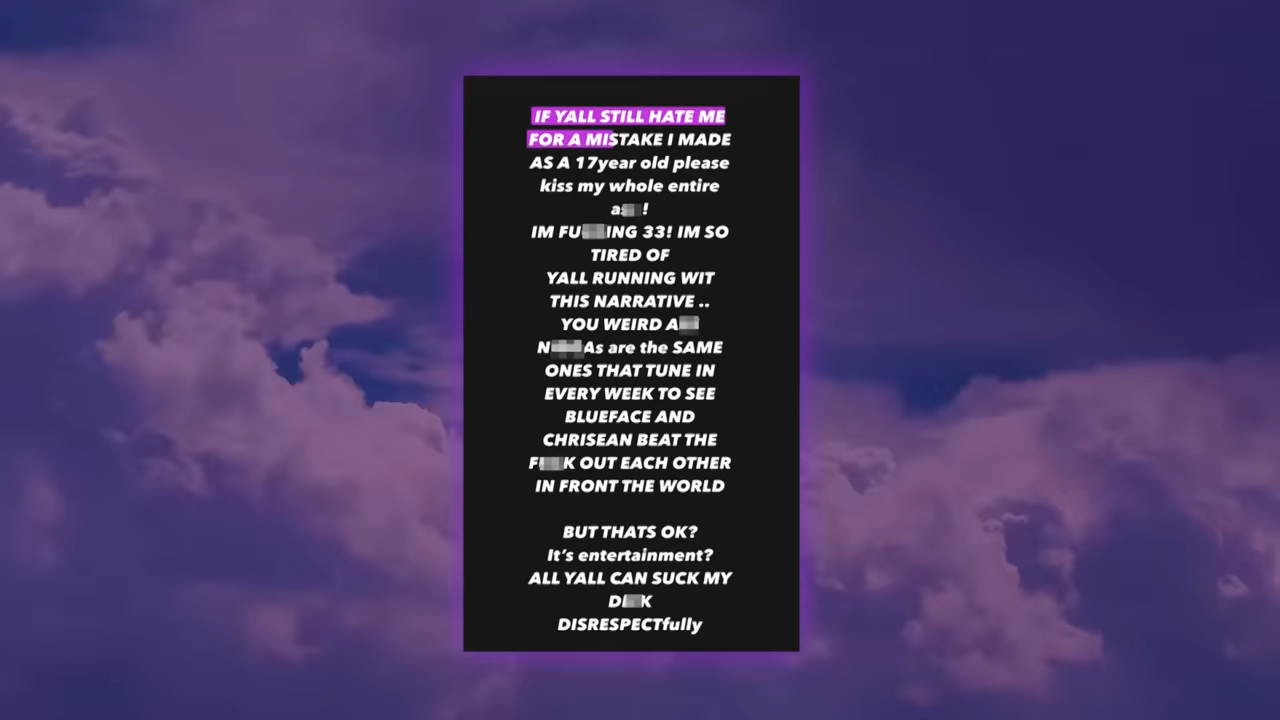 IF YALL STILL HATE ME
FOR A MISTAKE I MADE
AS A 17year old please
kiss my whole entire
!
IM 33! IM SO
TIRED OF
YALL RUNNING WIT
THIS NARRATIVE ..
YOU WEIRD
are the SAME
ONES THAT TUNE IN
EVERY WEEK TO SEE
BLUEFACE AND
CHRISEAN BEAT THE
OUT EACH OTHER
IN FRONT THE WORLD
BUT THATS OK?
It's entertainment?
ALL YALL CAN SUCK MY
DISRESPECTfully